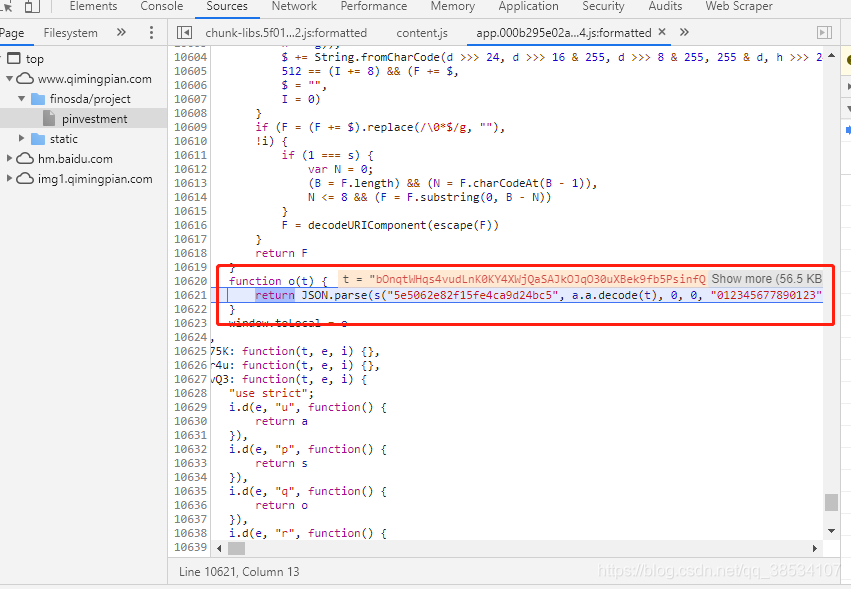 Elements Console Sources Network Performance Memory Application Security Audits Web Scraper
Page Filesystem » chunk-libs.5f01...2.js:formatted content.js app.000b295e02a...4.js:formatted × »
top
www.qimingpian.com
finosda/project
pinvestment
static
hm.baidu.com
img1.qimingpian.com
10604 $ += String.fromCharCode(d >>> 24, d >>> 16 & 255, d >>> 8 & 255, 255 & d, h >>> 2
10605 512 == (I += 8) && (F += $,
10606 $ = "",
10607 I = 0)
10608 }
10609 if (F = (F += $).replace(/\0*$/g, ""),
10610 !i) {
10611 if (1 === s) {
10612 var N = 0;
10613 (B = F.length) && (N = F.charCodeAt(B - 1)),
10614 N <= 8 && (F = F.substring(0, B - N))
10615 }
10616 F = decodeURIComponent(escape(F))
10617 }
10618 return F
10619 }
10620 function o(t) { t = "bOnqtWHqs4vudLnK0KY4XWjQaSAJkOJqO30uXBek9fb5PsinfQ Show more (56.5 KB
10621 return JSON.parse(s("5e5062e82f15fe4ca9d24bc5", a.a.decode(t), 0, 0, "012345677890123"
10622 }
10623 window.toLocal = o
10624 ,
10625 75K: function(t, e, i) {},
10626 r4u: function(t, e, i) {},
10627 vQ3: function(t, e, i) {
10628 "use strict";
10629 i.d(e, "u", function() {
10630 return a
10631 }),
10632 i.d(e, "p", function() {
10633 return s
10634 }),
10635 i.d(e, "q", function() {
10636 return o
10637 }),
10638 i.d(e, "r", function() {
10639
Line 10621, Column 13
https://blog.csdn.net/qq_38534107